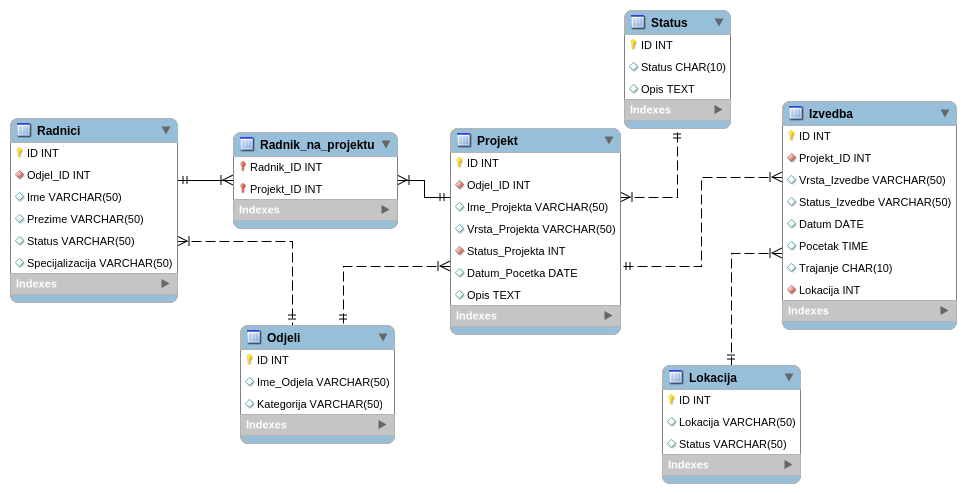 Status
ID INT
Status CHAR(10)
Opis TEXT
Indexes
Radnici
ID INT
Odjel_ID INT
Ime VARCHAR(50)
Prezime VARCHAR(50)
Status VARCHAR(50)
Specijalizacija VARCHAR(50)
Indexes
Radnik_na_projektu
Radnik_ID INT
Projekt_ID INT
Indexes
Projekt
ID INT
Odjel_ID INT
Ime_Projekta VARCHAR(50)
Vrsta_Projekta VARCHAR(50)
Status_Projekta INT
Datum_Pocetka DATE
Opis TEXT
Indexes
Izvedba
ID INT
Projekt_ID INT
Vrsta_Izvedbe VARCHAR(50)
Status_Izvedbe VARCHAR(50)
Datum DATE
Pocetak TIME
Trajanje CHAR(10)
Lokacija INT
Indexes
Odjeli
ID INT
Ime_Odjela VARCHAR(50)
Kategorija VARCHAR(50)
Indexes
Lokacija
ID INT
Lokacija VARCHAR(50)
Status VARCHAR(50)
Indexes